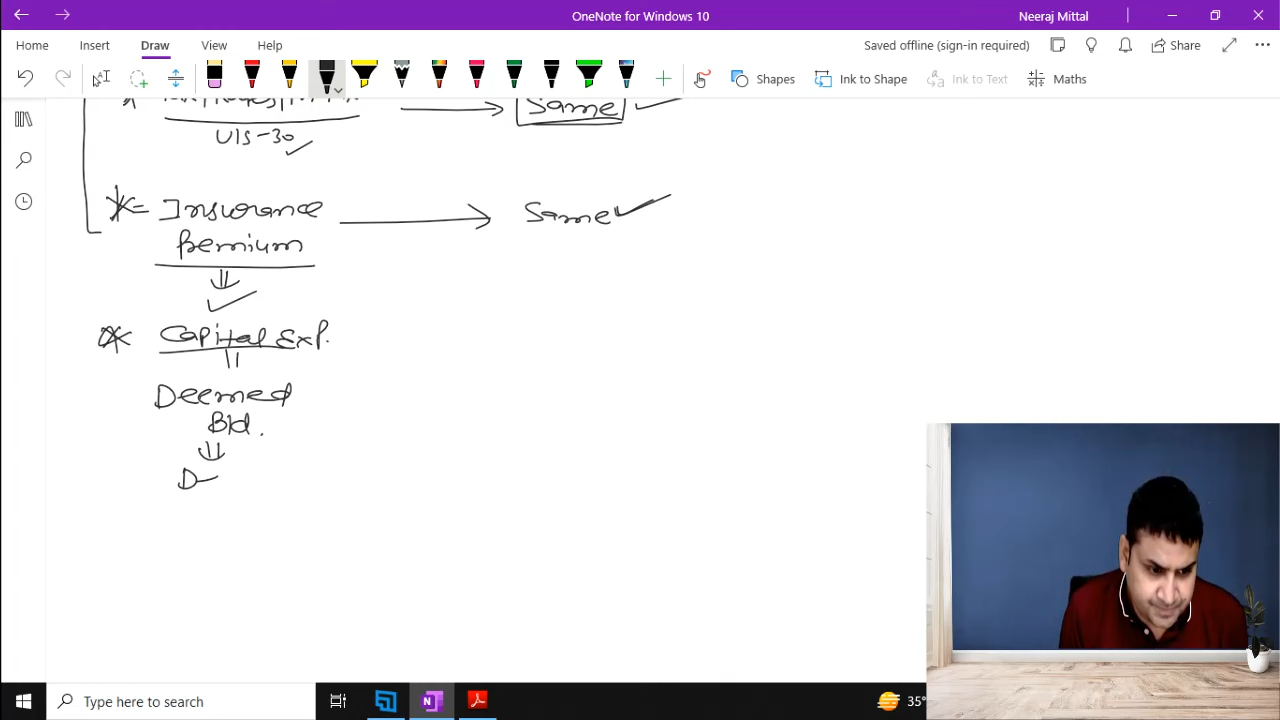 OneNote for Windows 10
Neeraj Mittal
Home Insert Draw View Help
Saved offline (sign-in required) Share
Shapes Ink to Shape Ink to Text Maths
Same
U/S-30
Insurance Same
Premium
Capital Exp.
Deemed
Bld.
D
Type here to search
35°